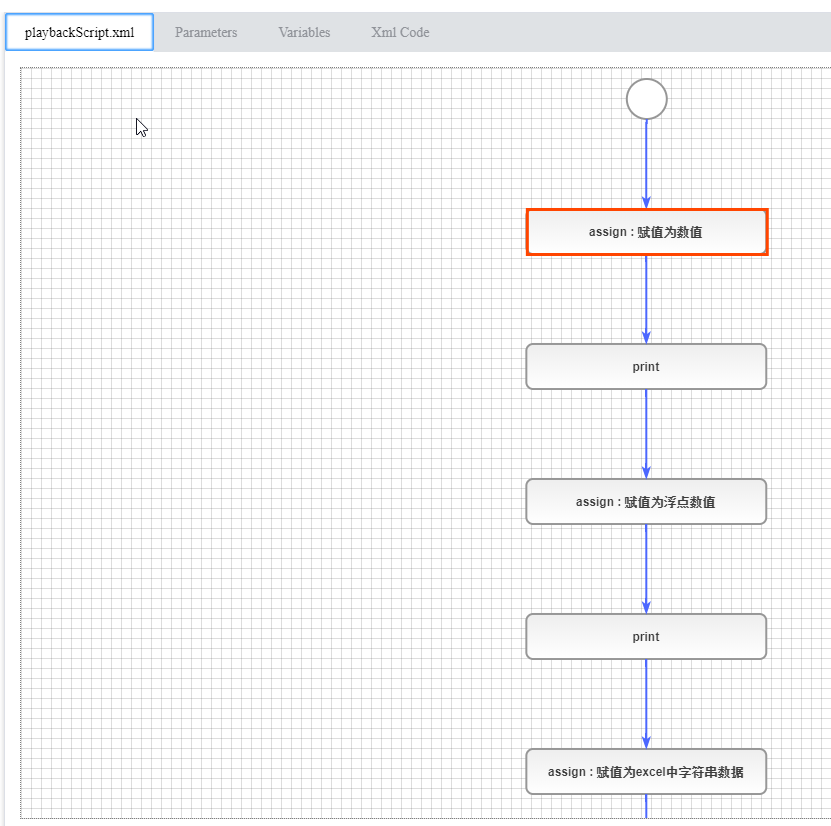 playbackScript.xml Parameters Variables Xml Code
assign : 赋值为数值
print
assign : 赋值为浮点数值
print
assign : 赋值为excel中字符串数据